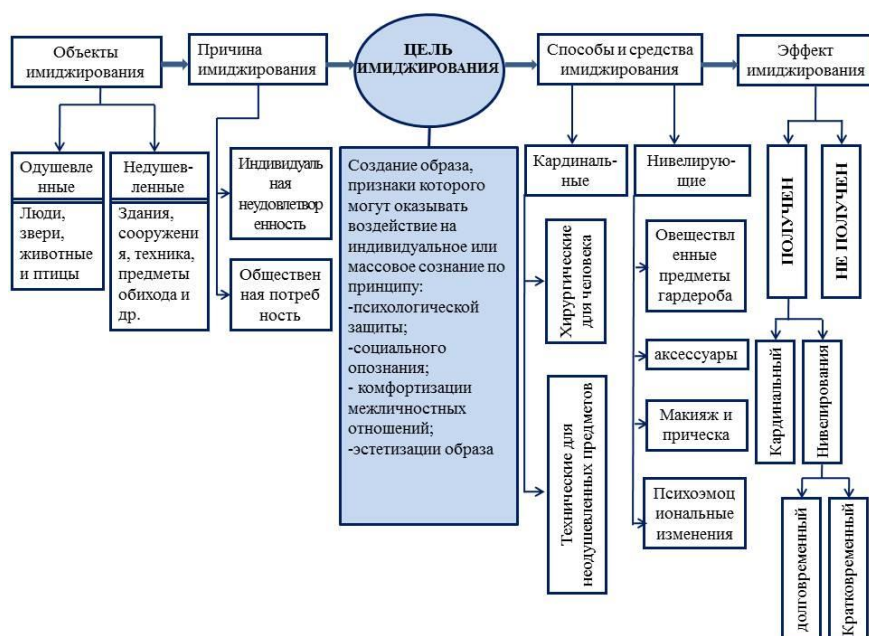 Объекты
имиджирования
Причина
имиджирования
ЦЕЛЬ
ИМИДЖИРОВАНИЯ
Способы и средства
имиджирования
Эффект
имиджирования
Одушевле
нные
Люди,
звери,
животные
и птицы
Недушев-
ленные
Здания,
сооружени
я, техника,
предметы
обихода и
др.
Индивидуаль
ная
неудовлетвор
енность
Обществен
ная потреб
ность
Создание образа,
признаки которого
могут оказывать
воздействие на
индивидуальное или
массовое сознание по
принципу:
-психологической
защиты;
-социального
опознания;
- комфортизации
межличностных
отношений;
-эстетизации образа
Кардиналь-
ные
Хирургические
для человека
Технические для
неодушевленных предметов
Нивелирую-
щие
Овеществл
енные
предметы
гардероба
аксессуары
Макияж и
прическа
Психоэмоц
иональные
изменения
ПОЛУЧЕН
НЕ ПОЛУЧЕН
Кардинальный
Нивелирования
долговременный
Кратковременный